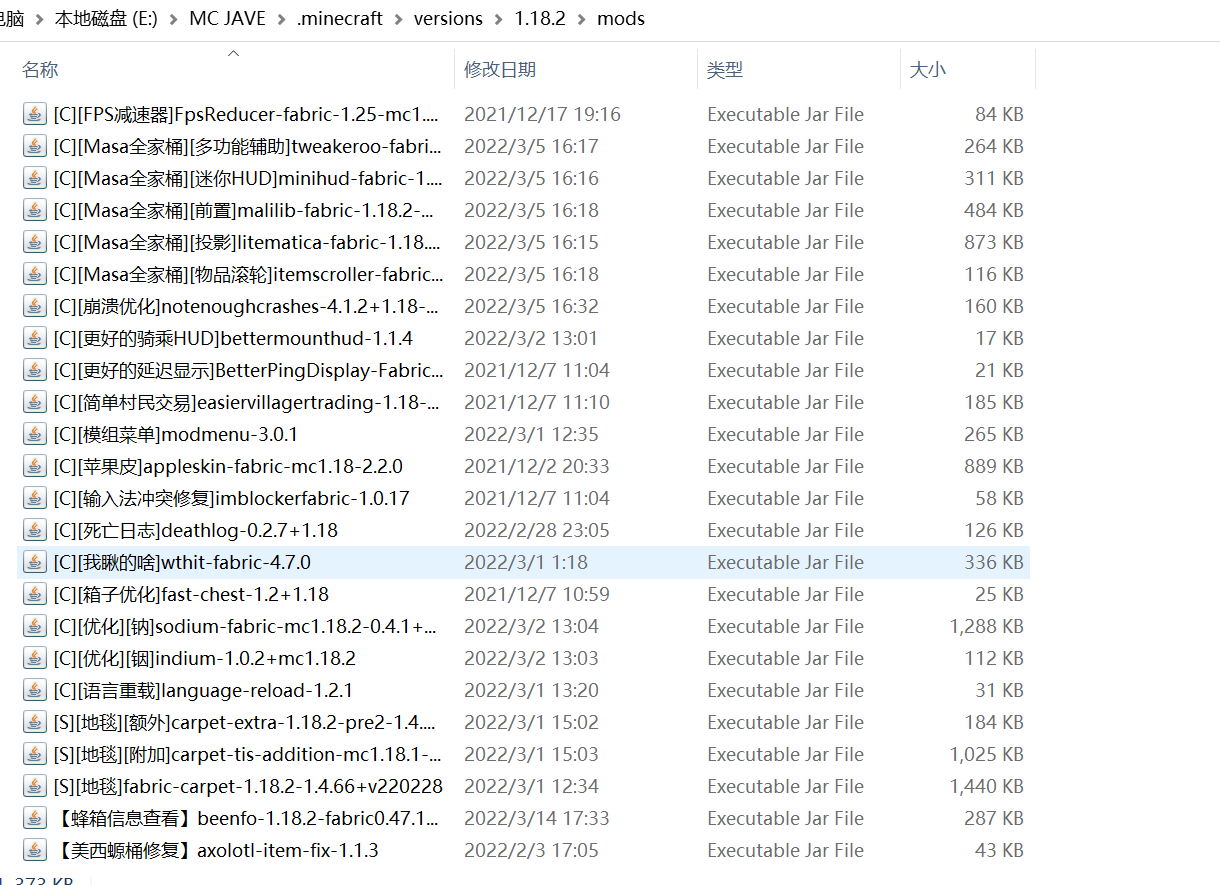 电脑 › 本地磁盘 (E:) › MC JAVE › .minecraft › versions › 1.18.2 › mods
名称 修改日期 类型 大小
[C][FPS减速器]FpsReducer-fabric-1.25-mc1.... 2021/12/17 19:16 Executable Jar File 84 KB
[C][Masa全家桶][多功能辅助]tweakeroo-fabri... 2022/3/5 16:17 Executable Jar File 264 KB
[C][Masa全家桶][迷你HUD]minihud-fabric-1.... 2022/3/5 16:16 Executable Jar File 311 KB
[C][Masa全家桶][前置]malilib-fabric-1.18.2-... 2022/3/5 16:18 Executable Jar File 484 KB
[C][Masa全家桶][投影]litematica-fabric-1.18.... 2022/3/5 16:15 Executable Jar File 873 KB
[C][Masa全家桶][物品滚轮]itemscroller-fabric... 2022/3/5 16:18 Executable Jar File 116 KB
[C][崩溃优化]notenoughcrashes-4.1.2+1.18-... 2022/3/5 16:32 Executable Jar File 160 KB
[C][更好的骑乘HUD]bettermounthud-1.1.4 2022/3/2 13:01 Executable Jar File 17 KB
[C][更好的延迟显示]BetterPingDisplay-Fabric... 2021/12/7 11:04 Executable Jar File 21 KB
[C][简单村民交易]easiervillagertrading-1.18-... 2021/12/7 11:10 Executable Jar File 185 KB
[C][模组菜单]modmenu-3.0.1 2022/3/1 12:35 Executable Jar File 265 KB
[C][苹果皮]appleskin-fabric-mc1.18-2.2.0 2021/12/2 20:33 Executable Jar File 889 KB
[C][输入法冲突修复]imblockerfabric-1.0.17 2021/12/7 11:04 Executable Jar File 58 KB
[C][死亡日志]deathlog-0.2.7+1.18 2022/2/28 23:05 Executable Jar File 126 KB
[C][我瞅的啥]wthit-fabric-4.7.0 2022/3/1 1:18 Executable Jar File 336 KB
[C][箱子优化]fast-chest-1.2+1.18 2021/12/7 10:59 Executable Jar File 25 KB
[C][优化][钠]sodium-fabric-mc1.18.2-0.4.1+... 2022/3/2 13:04 Executable Jar File 1,288 KB
[C][优化][铟]indium-1.0.2+mc1.18.2 2022/3/2 13:03 Executable Jar File 112 KB
[C][语言重载]language-reload-1.2.1 2022/3/1 13:20 Executable Jar File 31 KB
[S][地毯][额外]carpet-extra-1.18.2-pre2-1.4.... 2022/3/1 15:02 Executable Jar File 184 KB
[S][地毯][附加]carpet-tis-addition-mc1.18.1-... 2022/3/1 15:03 Executable Jar File 1,025 KB
[S][地毯]fabric-carpet-1.18.2-1.4.66+v220228 2022/3/1 12:34 Executable Jar File 1,440 KB
【蜂箱信息查看】beenfo-1.18.2-fabric0.47.1... 2022/3/14 17:33 Executable Jar File 287 KB
【美西螈桶修复】axolotl-item-fix-1.1.3 2022/2/3 17:05 Executable Jar File 43 KB
373 KB